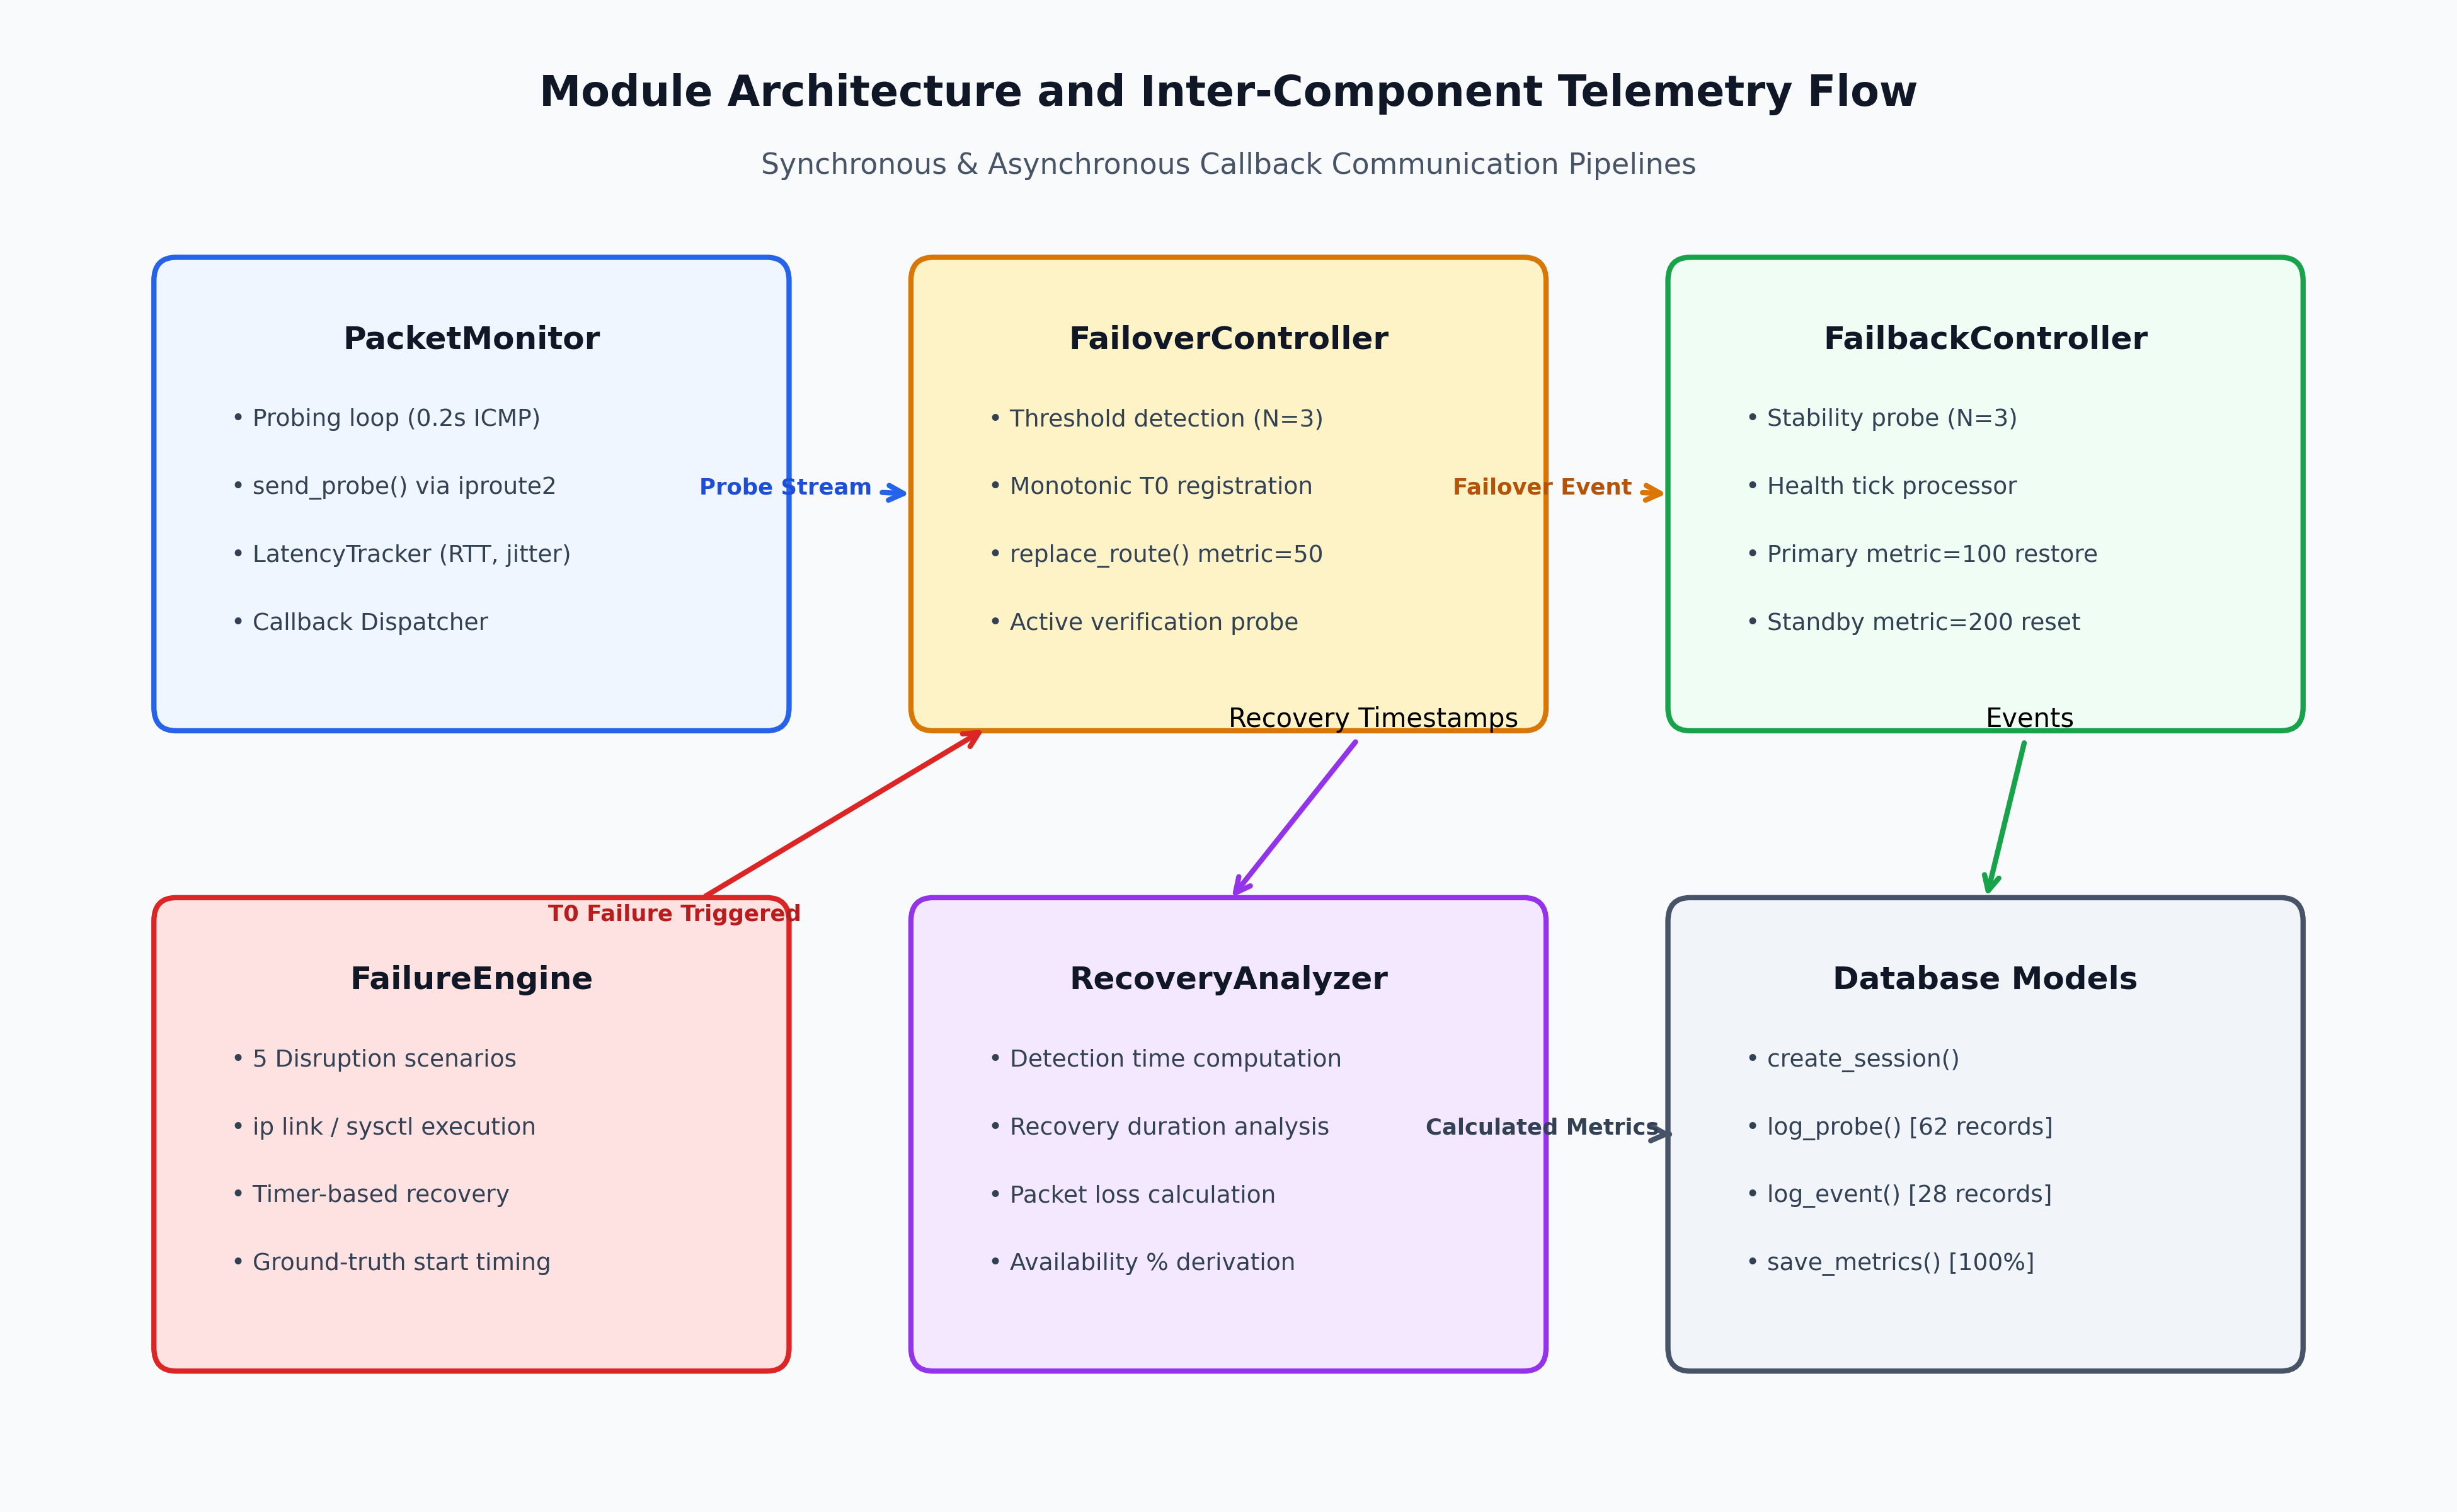 Module Architecture and Inter-Component Telemetry Flow
Synchronous & Asynchronous Callback Communication Pipelines
PacketMonitor
• Probing loop (0.2s ICMP)
• send_probe() via iproute2
• LatencyTracker (RTT, jitter)
• Callback Dispatcher
Probe Stream
FailoverController
• Threshold detection (N=3)
• Monotonic T0 registration
• replace_route() metric=50
• Active verification probe
Failover Event
Recovery Timestamps
FailbackController
• Stability probe (N=3)
• Health tick processor
• Primary metric=100 restore
• Standby metric=200 reset
Events
T0 Failure Triggered
FailureEngine
• 5 Disruption scenarios
• ip link / sysctl execution
• Timer-based recovery
• Ground-truth start timing
RecoveryAnalyzer
• Detection time computation
• Recovery duration analysis
• Packet loss calculation
• Availability % derivation
Calculated Metrics
Database Models
• create_session()
• log_probe() [62 records]
• log_event() [28 records]
• save_metrics() [100%]